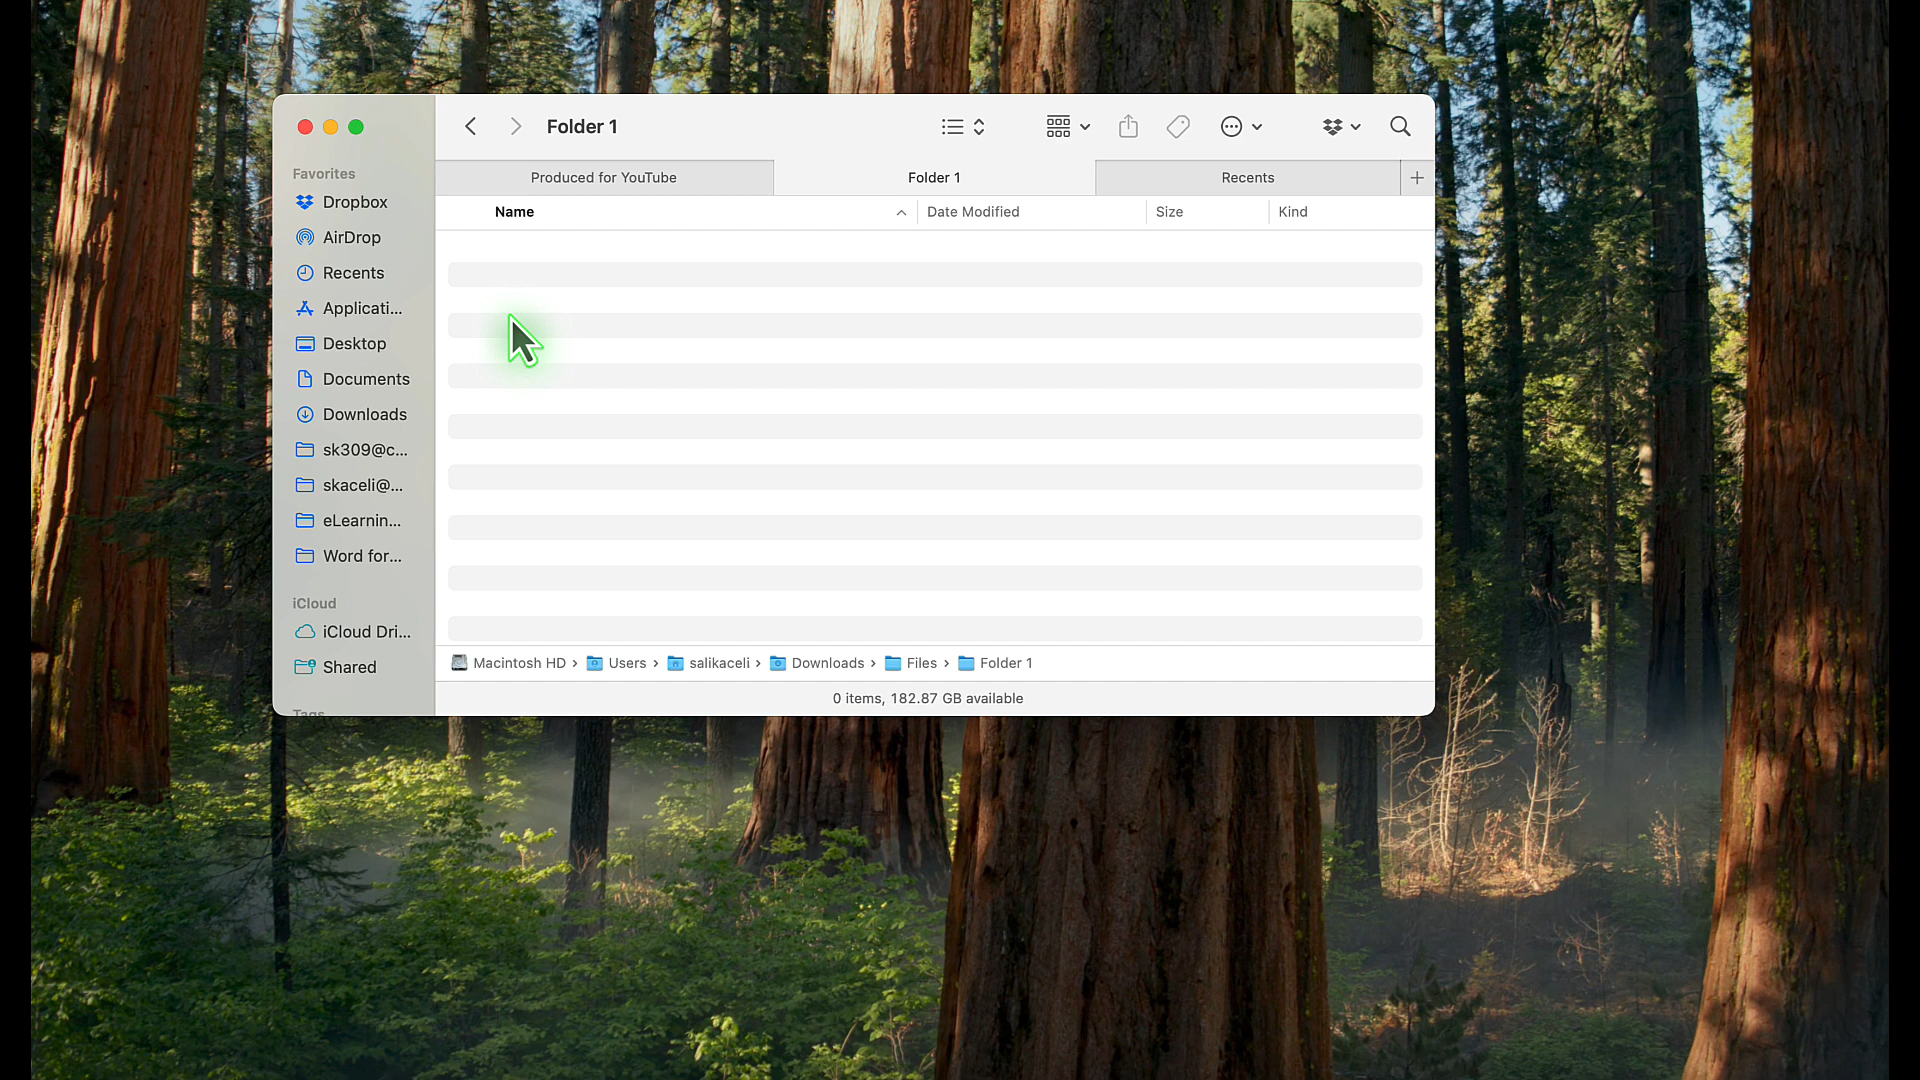 Folder 1
Produced for YouTube
Folder 1
Recents
Name
Date Modified
Size
Kind
Favorites
Dropbox
AirDrop
Recents
Applicati...
Desktop
Documents
Downloads
sk309@c...
skaceli@...
eLearnin...
Word for...
iCloud
iCloud Dri...
Shared
Tags
Macintosh HD › Users › salikaceli › Downloads › Files › Folder 1
0 items, 182.87 GB available